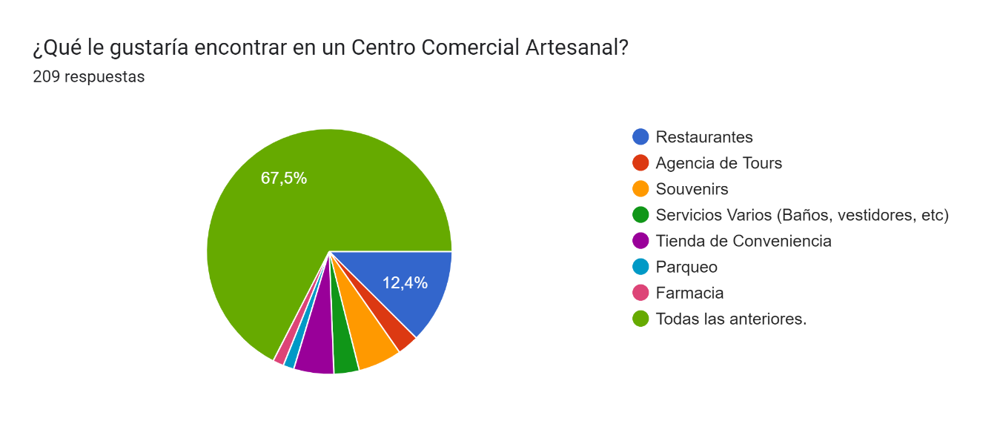 ¿Qué le gustaría encontrar en un Centro Comercial Artesanal?
209 respuestas
67,5%
12,4%
Restaurantes
Agencia de Tours
Souvenirs
Servicios Varios (Baños, vestidores, etc)
Tienda de Conveniencia
Parqueo
Farmacia
Todas las anteriores.